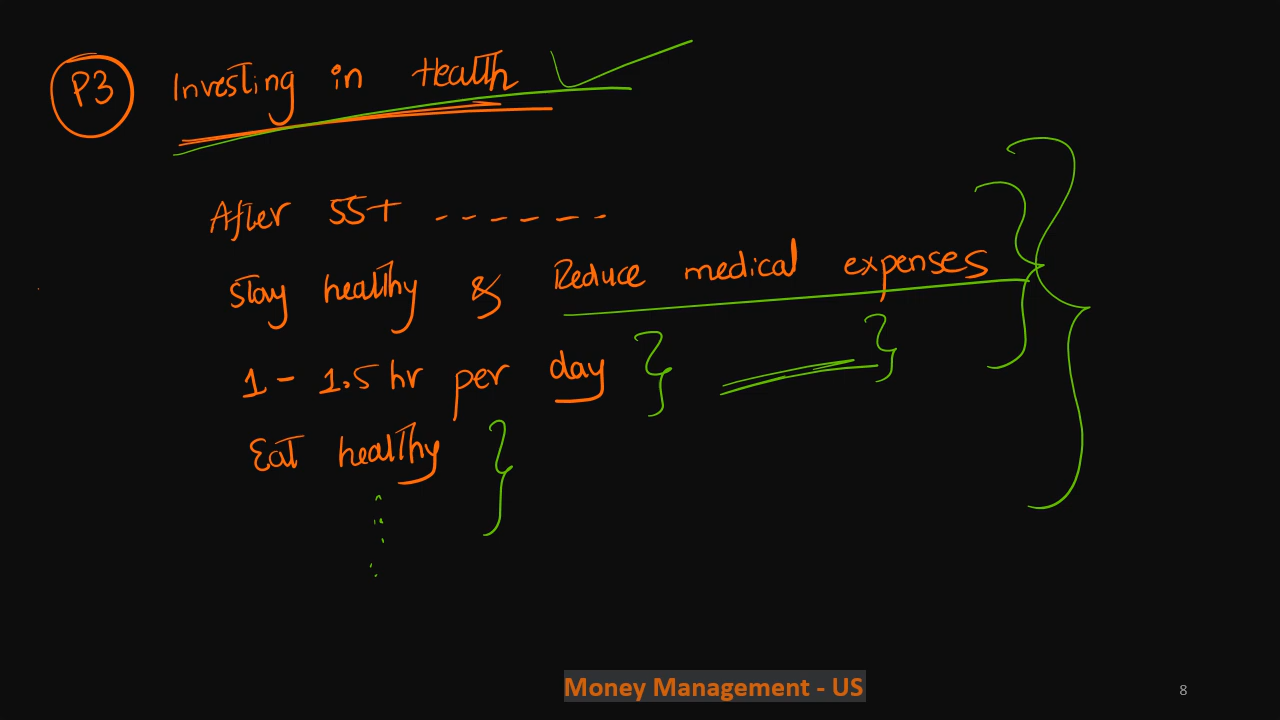 P3 Investing in Health
After 55+ ------
Stay healthy & Reduce medical expenses
1 - 1.5 hr per day
Eat healthy
Money Management - US
8